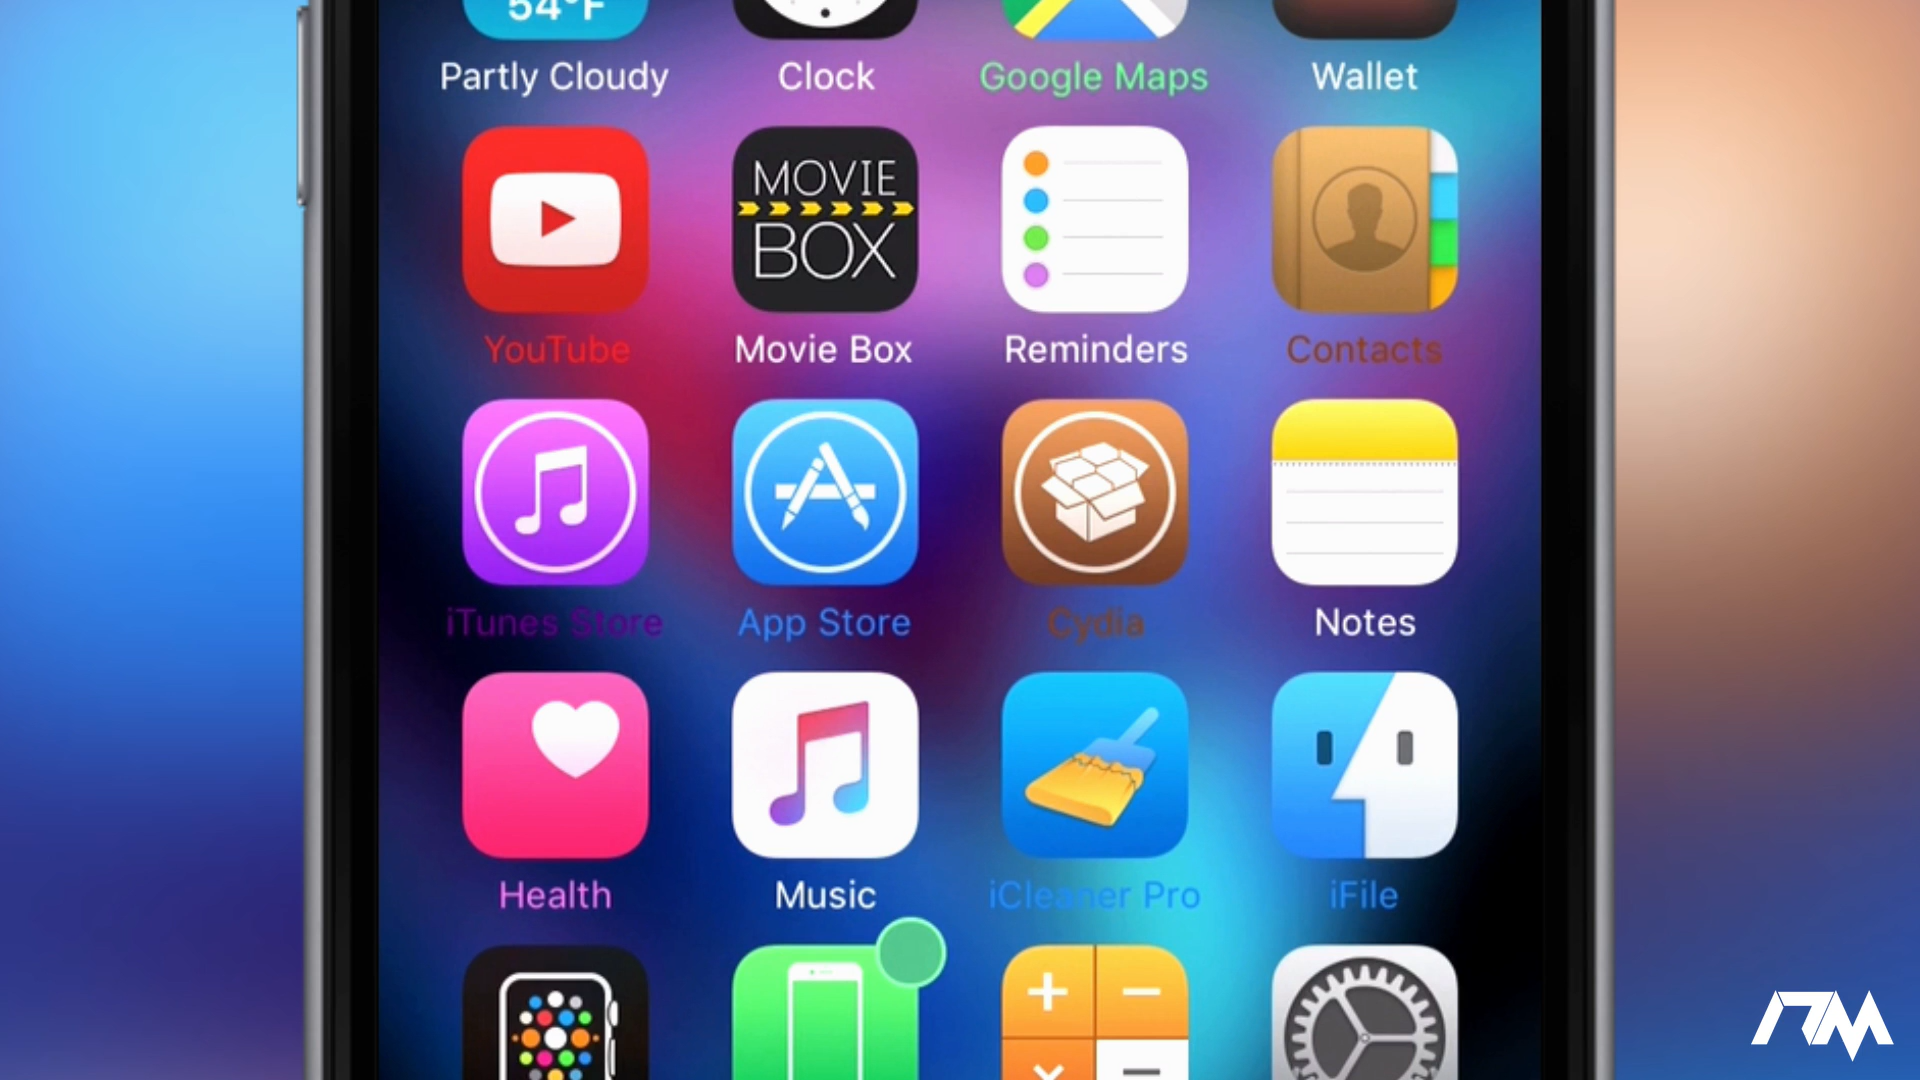 54°F
Partly Cloudy
Clock
Google Maps
Wallet
MOVIE
BOX
YouTube
Movie Box
Reminders
Contacts
iTunes Store
App Store
Cydia
Notes
Health
Music
iCleaner Pro
iFile